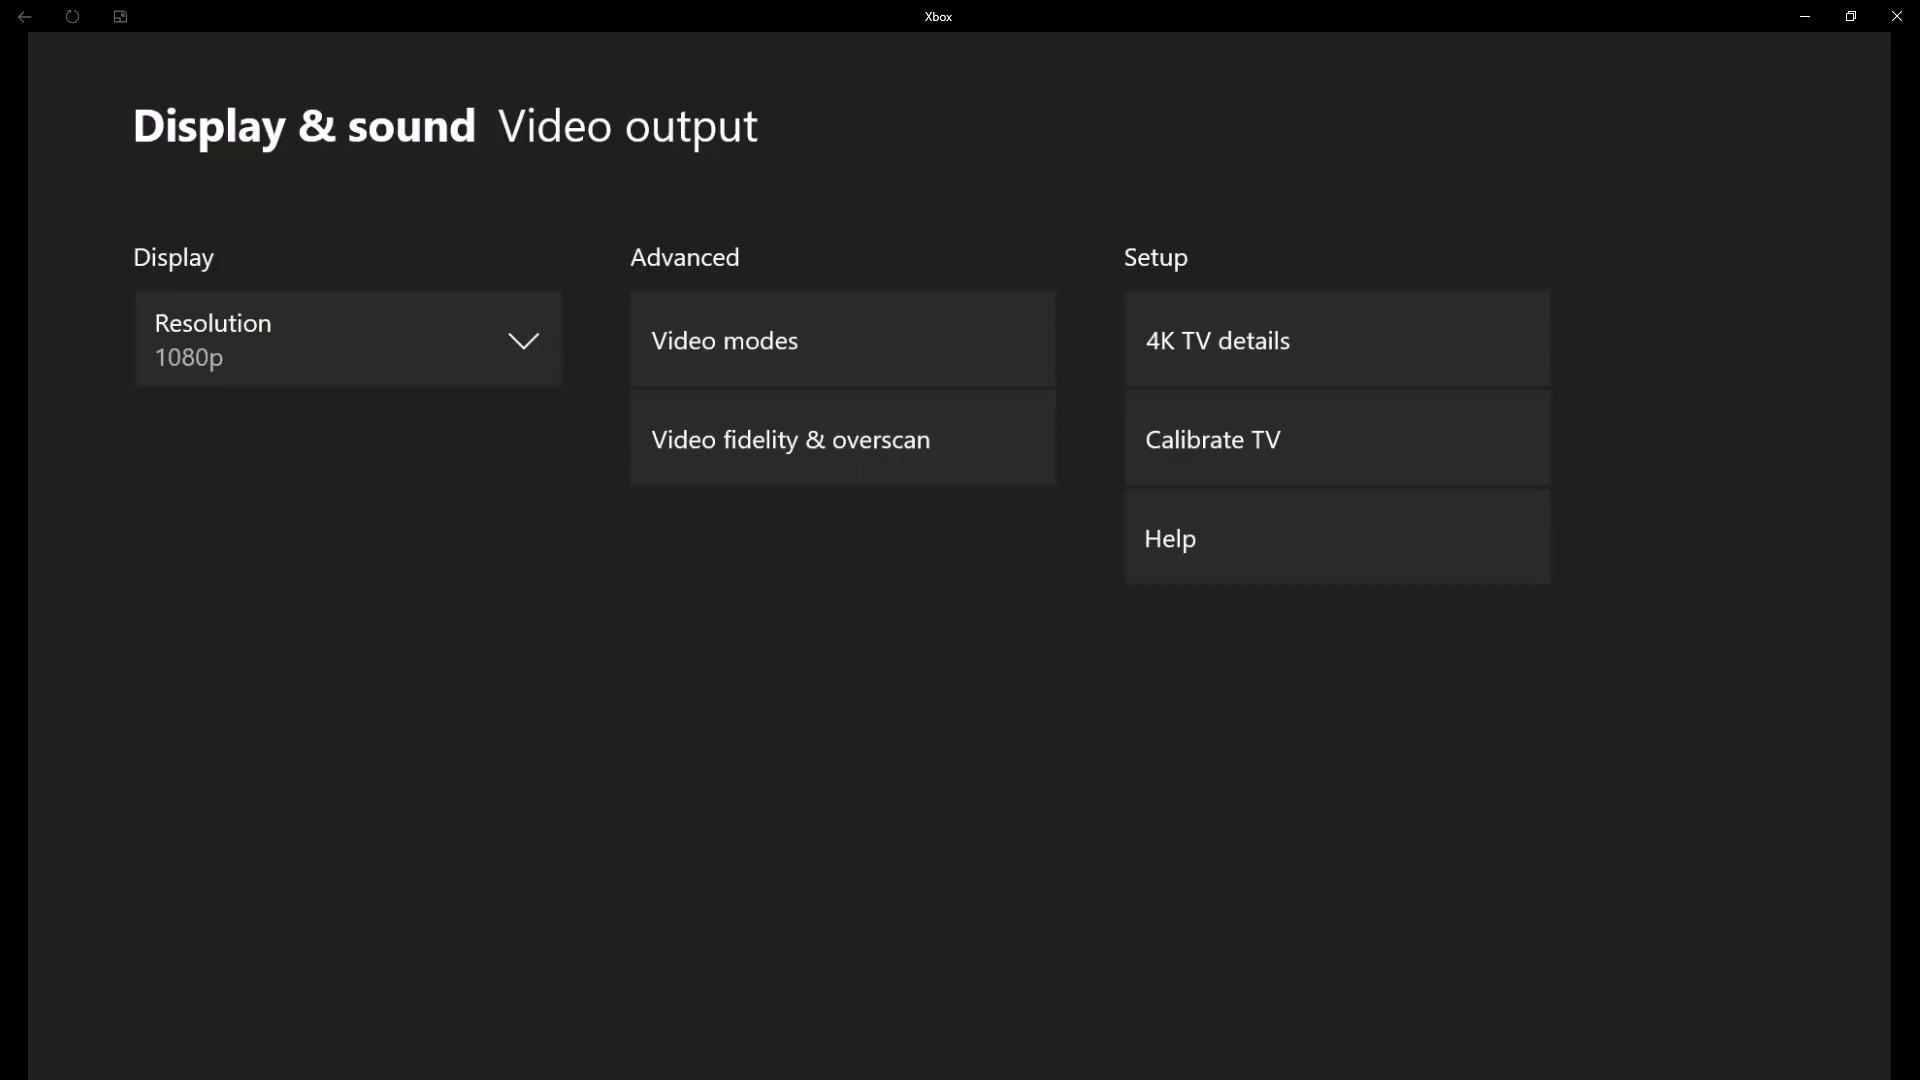 Xbox
Display & sound Video output
Display
Resolution
1080p
Advanced
Video modes
Video fidelity & overscan
Setup
4K TV details
Calibrate TV
Help